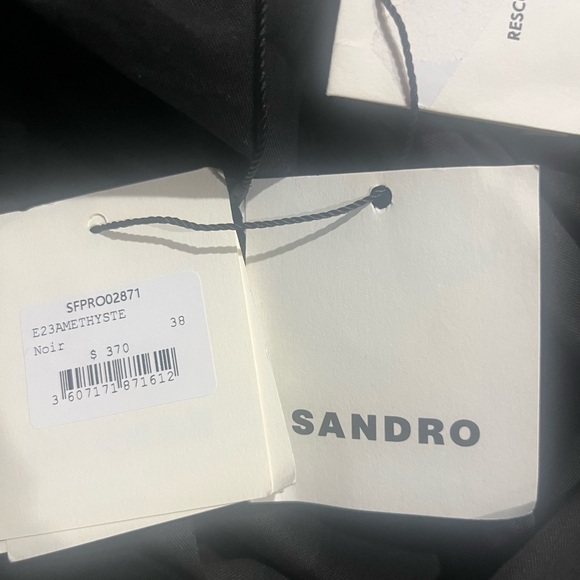 RESC
SFPRO02871
E23AMETHYSTE
Noir 38
$ 370
3 607171 871612
SANDRO